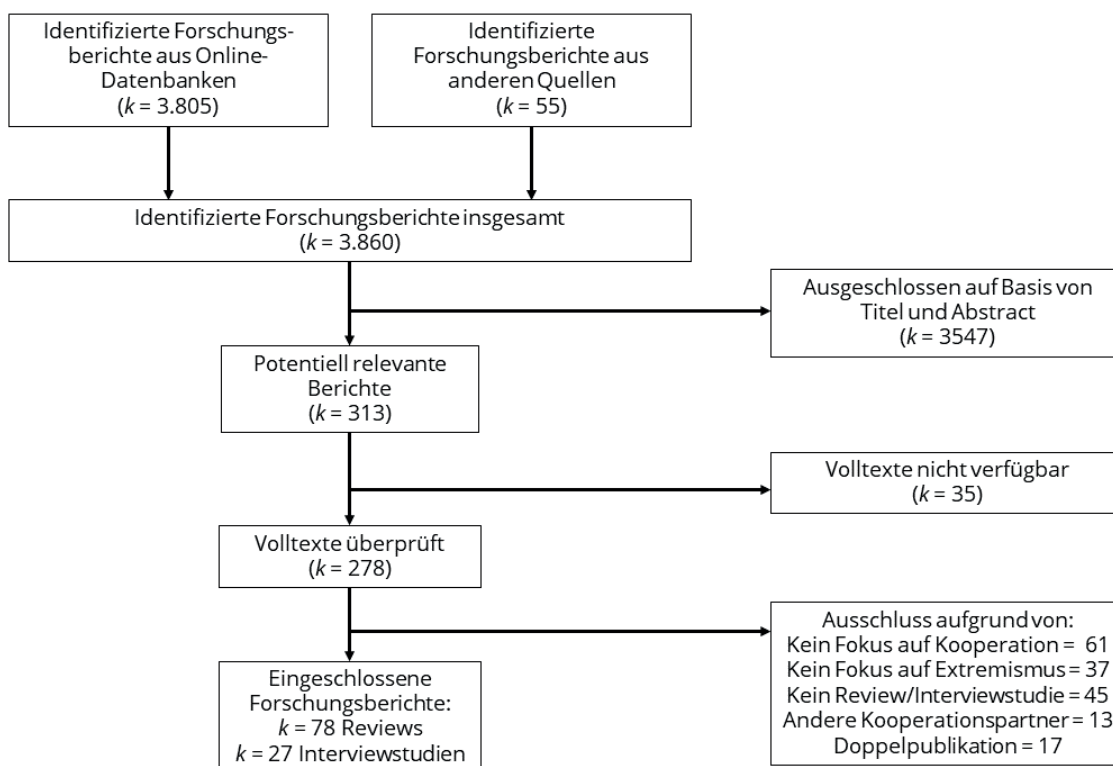 Identifizierte Forschungs-
berichte aus Online-
Datenbanken
(k = 3.805)
Identifizierte
Forschungsberichte aus
anderen Quellen
(k = 55)
Identifizierte Forschungsberichte insgesamt
(k = 3.860)
Ausgeschlossen auf Basis von
Titel und Abstract
(k = 3547)
Potentiell relevante
Berichte
(k = 313)
Volltexte nicht verfügbar
(k = 35)
Volltexte überprüft
(k = 278)
Ausschluss aufgrund von:
Kein Fokus auf Kooperation = 61
Kein Fokus auf Extremismus = 37
Kein Review/Interviewstudie = 45
Andere Kooperationspartner = 13
Doppelpublikation = 17
Eingeschlossene
Forschungsberichte:
k = 78 Reviews
k = 27 Interviewstudien